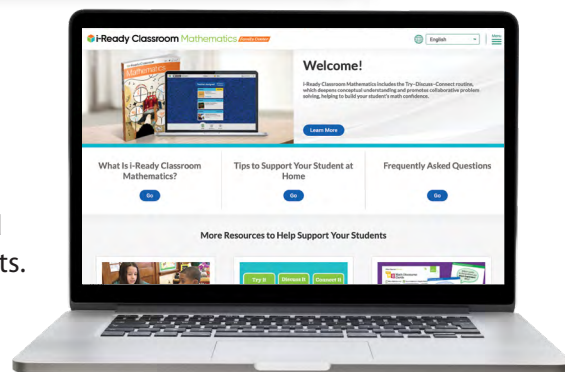 i-Ready Classroom Mathematics
English
Menu
Welcome!
i-Ready Classroom Mathematics includes the Try–Discuss–Connect routine,
which deepens conceptual understanding and promotes collaborative problem
solving, helping to build your student's math confidence.
Learn More
What Is i-Ready Classroom
Mathematics?
Go
Tips to Support Your Student at
Home
Go
Frequently Asked Questions
Go
More Resources to Help Support Your Students
Try It
Discuss It
Connect It
ts.
Mathematics